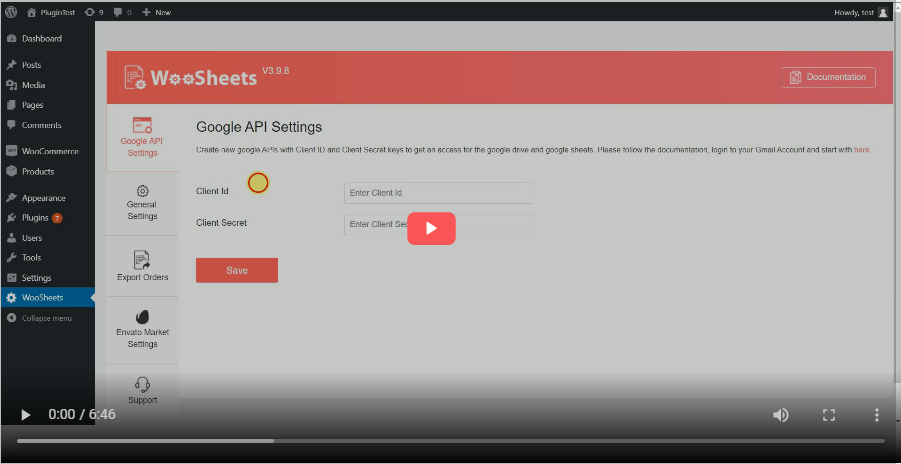 PluginTest 9 0 New Howdy, test
Dashboard
Posts
Media
Pages
Comments
WooCommerce
Products
Appearance
Plugins 7
Users
Tools
Settings
WooSheets
Collapse menu
WooSheets V3.9.8
Documentation
Google API
Settings
General
Settings
Export Orders
Envato Market
Settings
Support
Google API Settings
Create new google APIs with Client ID and Client Secret keys to get an access for the google drive and google sheets. Please follow the documentation, login to your Gmail Account and start with here
Client Id Enter Client Id
Client Secret Enter Client Sec
Save
0:00 / 6:46